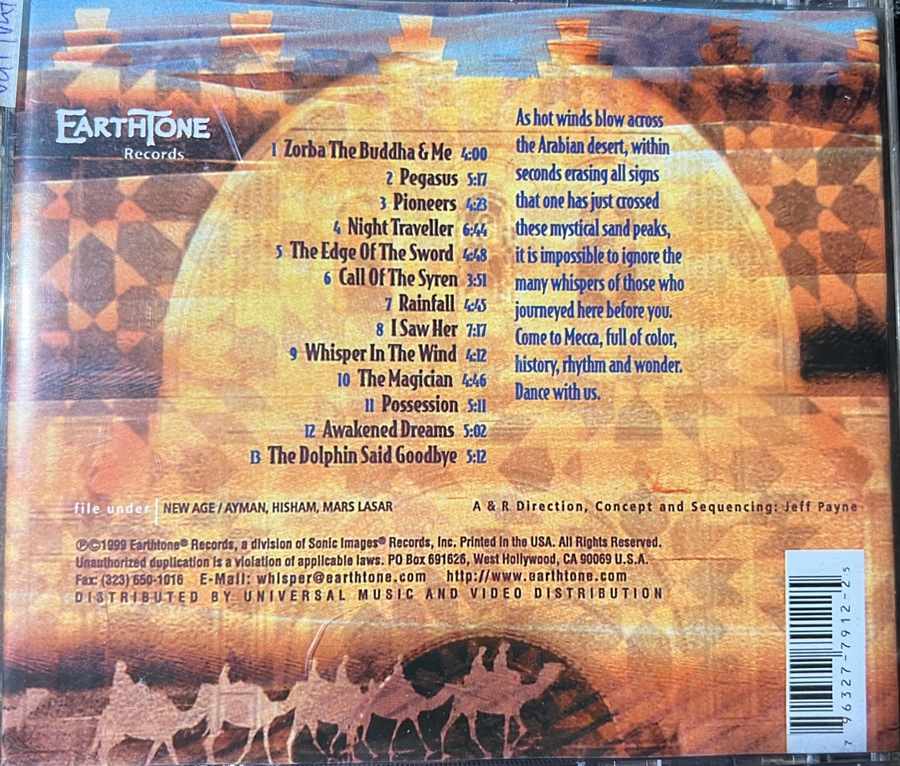 EARTHTONE
Records
1 Zorba The Buddha & Me 4:00
2 Pegasus 5:17
3 Pioneers 4:23
4 Night Traveller 6:44
5 The Edge Of The Sword 4:48
6 Call Of The Syren 3:51
7 Rainfall 4:45
8 I Saw Her 7:17
9 Whisper In The Wind 4:12
10 The Magician 4:46
11 Possession 5:11
12 Awakened Dreams 5:02
13 The Dolphin Said Goodbye 5:12
As hot winds blow across
the Arabian desert, within
seconds erasing all signs
that one has just crossed
these mystical sand peaks,
it is impossible to ignore the
many whispers of those who
journeyed here before you.
Come to Mecca, full of color,
history, rhythm and wonder.
Dance with us.
file under | NEW AGE / AYMAN, HISHAM, MARS LASAR
A & R Direction, Concept and Sequencing: Jeff Payne
℗©1999 Earthtone® Records, a division of Sonic Images® Records, Inc. Printed in the USA. All Rights Reserved.
Unauthorized duplication is a violation of applicable laws. PO Box 691626, West Hollywood, CA 90069 U.S.A.
Fax: (323) 650-1016 E-Mail: whisper@earthtone.com http://www.earthtone.com
DISTRIBUTED BY UNIVERSAL MUSIC AND VIDEO DISTRIBUTION
7 96327-7912-2 5